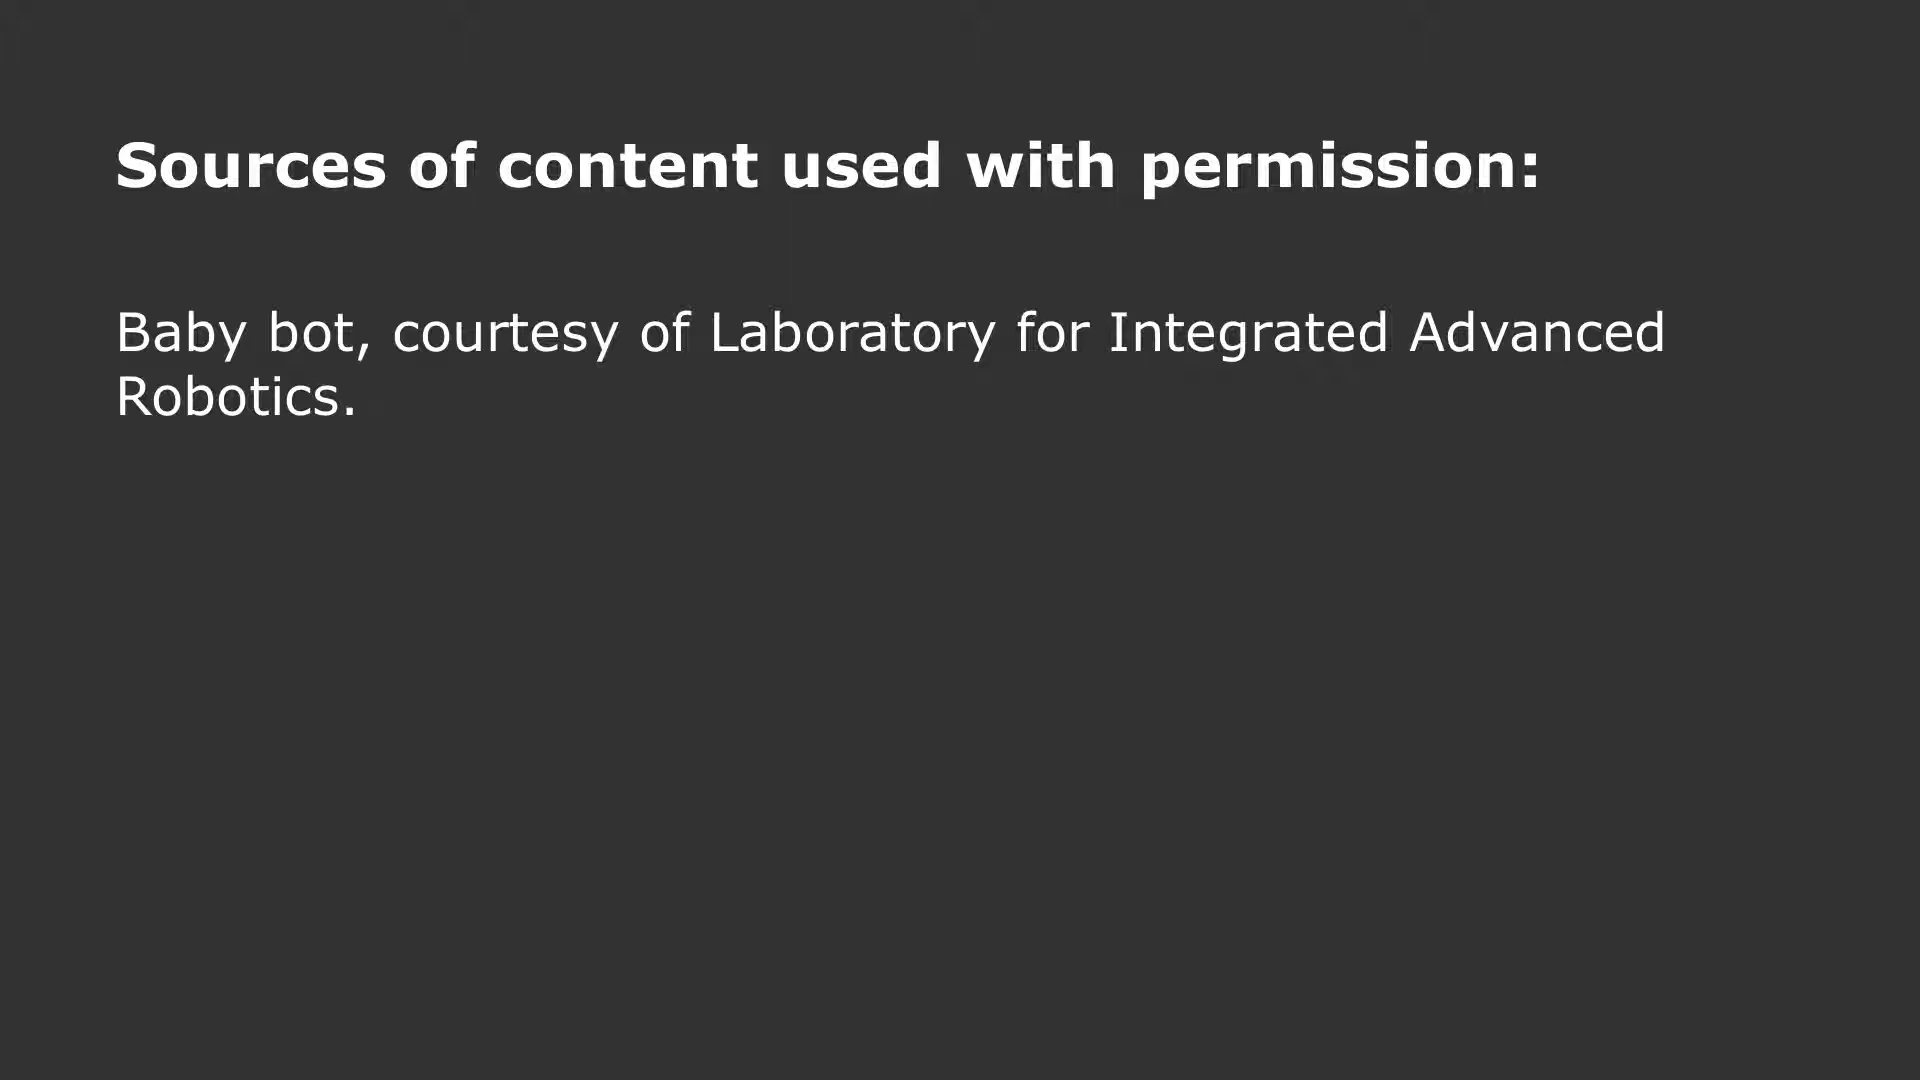 Sources of content used with permission:
Baby bot, courtesy of Laboratory for Integrated Advanced
Robotics.